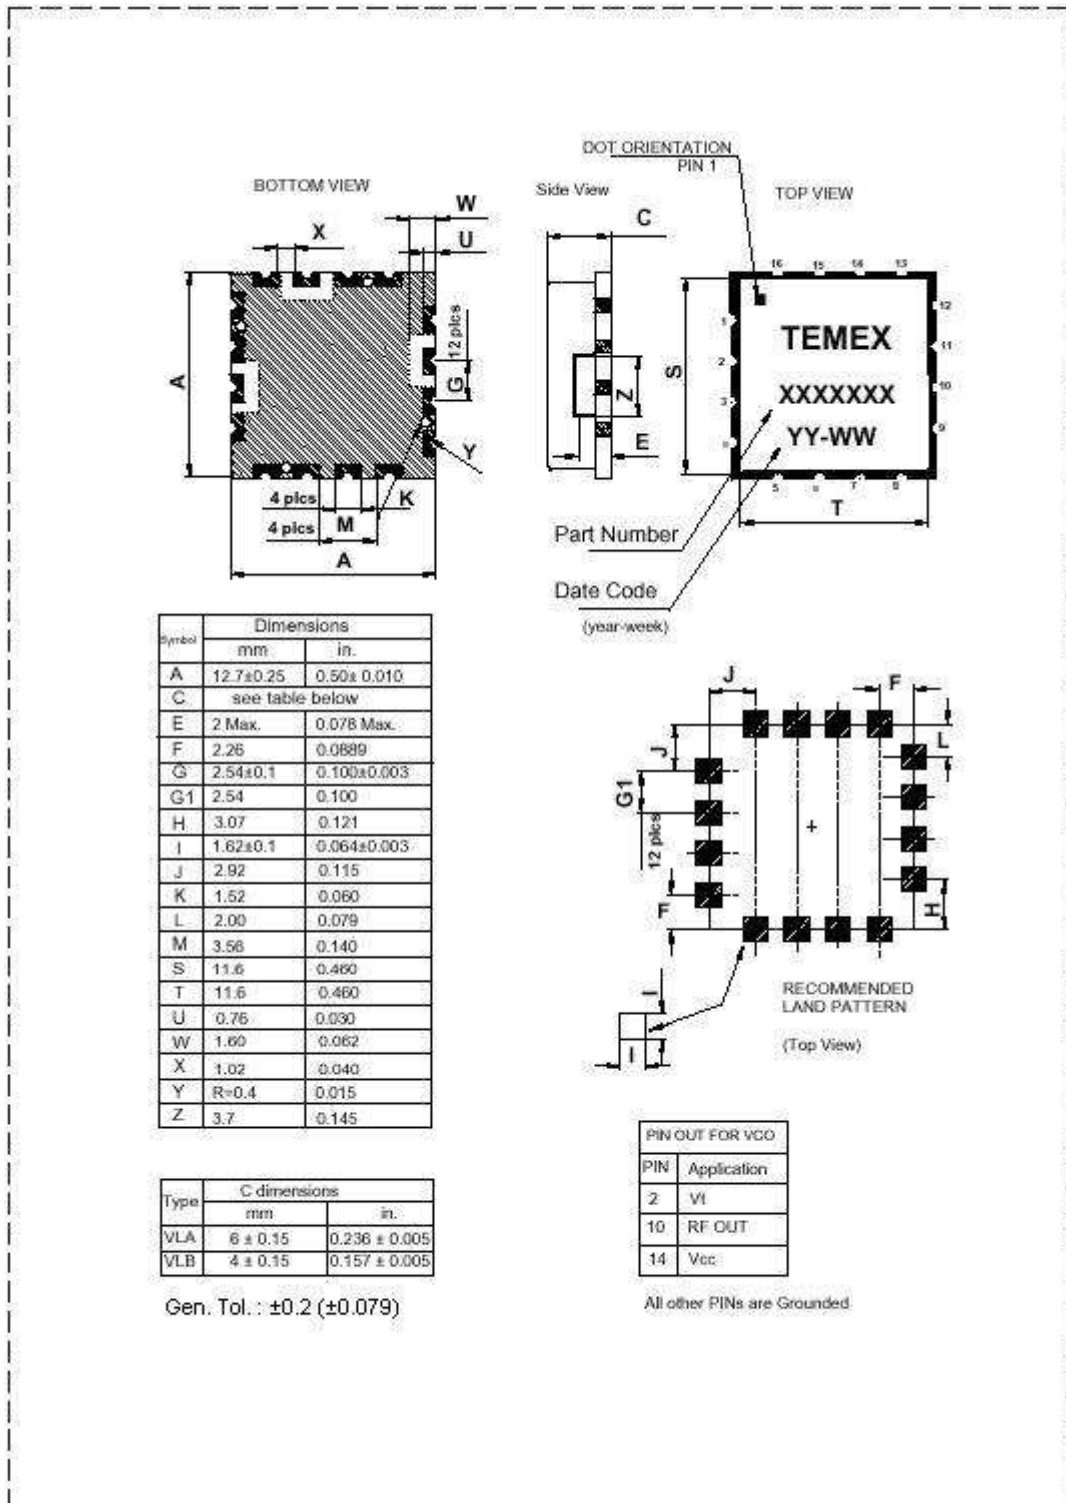 DOT ORIENTATION
PIN 1
BOTTOM VIEW
Side View
TOP VIEW
W
C
X
U
16 15 14 13
12
11
10
9
1
2
3
5
7
8
12 plcs
A
G
S
Z
E
Y
TEMEX
XXXXXXX
YY-WW
4 plcs
K
4 plcs
M
A
T
Part Number
Date Code
(year-week)
Symbol Dimensions
mm in.
A 12.7±0.25 0.50± 0.010
C see table below
E 2 Max. 0.078 Max.
F 2.26 0.0889
G 2.54±0.1 0.100±0.003
G1 2.54 0.100
H 3.07 0.121
I 1.62±0.1 0.064±0.003
J 2.92 0.115
K 1.52 0.060
L 2.00 0.079
M 3.56 0.140
S 11.6 0.460
T 11.6 0.460
U 0.76 0.030
W 1.60 0.062
X 1.02 0.040
Y R=0.4 0.015
Z 3.7 0.145
J
F
J
L
G1
12 plcs
F
H
I
I
RECOMMENDED
LAND PATTERN
(Top View)
PIN OUT FOR VCO
PIN Application
2 Vt
10 RF OUT
14 Vcc
All other PINs are Grounded
Type C dimensions
mm in.
VLA 6 ± 0.15 0.236 ± 0.005
VLB 4 ± 0.15 0.157 ± 0.005
Gen. Tol. : ±0.2 (±0.079)